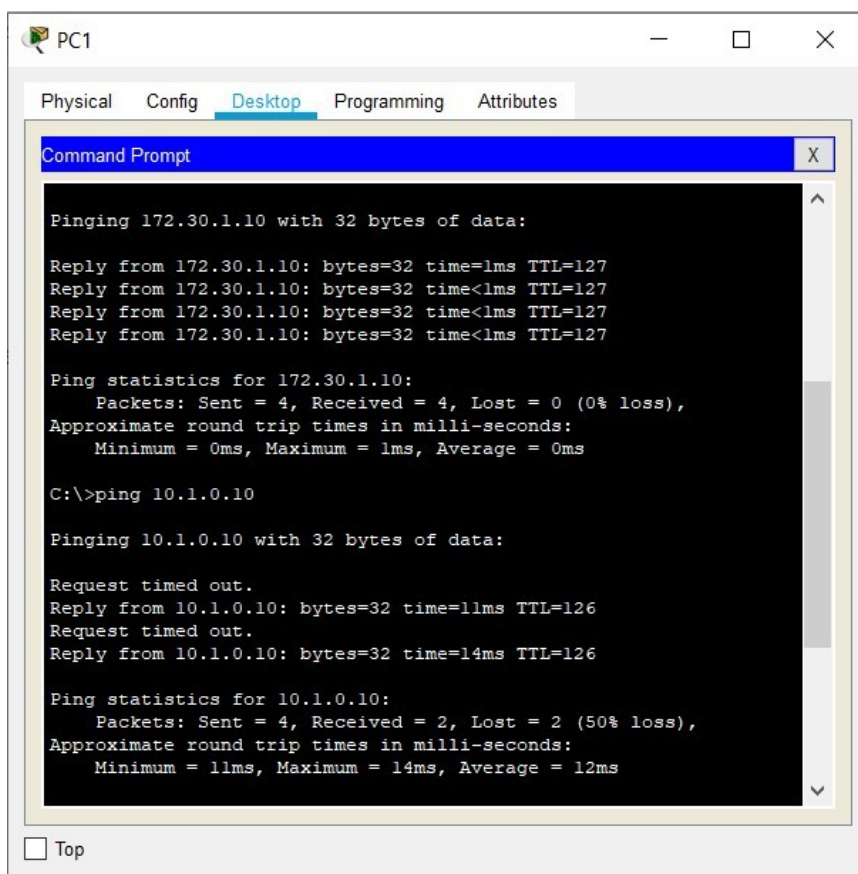 PC1
Physical Config Desktop Programming Attributes
Command Prompt X
Pinging 172.30.1.10 with 32 bytes of data:
Reply from 172.30.1.10: bytes=32 time=1ms TTL=127
Reply from 172.30.1.10: bytes=32 time<1ms TTL=127
Reply from 172.30.1.10: bytes=32 time<1ms TTL=127
Reply from 172.30.1.10: bytes=32 time<1ms TTL=127
Ping statistics for 172.30.1.10:
Packets: Sent = 4, Received = 4, Lost = 0 (0% loss),
Approximate round trip times in milli-seconds:
Minimum = 0ms, Maximum = 1ms, Average = 0ms
C:\>ping 10.1.0.10
Pinging 10.1.0.10 with 32 bytes of data:
Request timed out.
Reply from 10.1.0.10: bytes=32 time=11ms TTL=126
Request timed out.
Reply from 10.1.0.10: bytes=32 time=14ms TTL=126
Ping statistics for 10.1.0.10:
Packets: Sent = 4, Received = 2, Lost = 2 (50% loss),
Approximate round trip times in milli-seconds:
Minimum = 11ms, Maximum = 14ms, Average = 12ms
Top